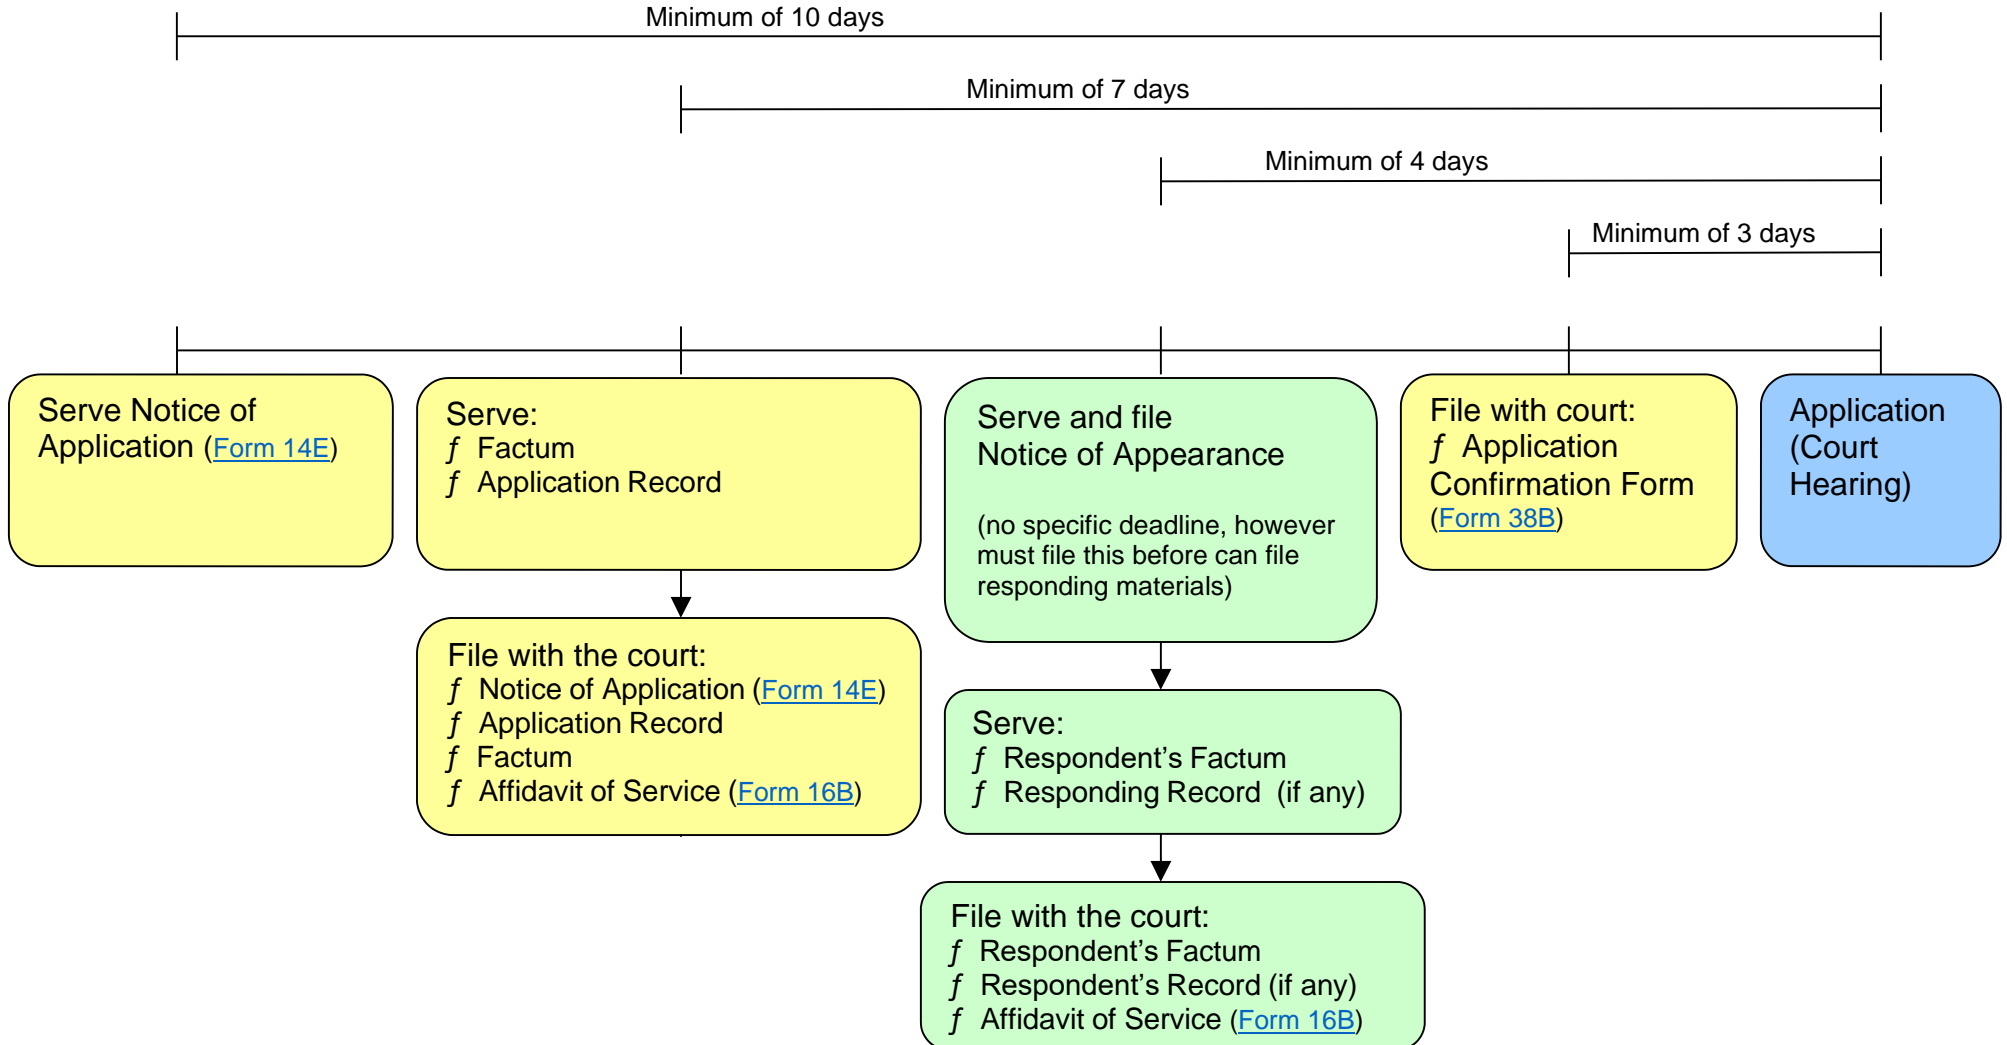 Minimum of 10 days
Minimum of 7 days
Minimum of 4 days
Minimum of 3 days
Serve Notice of
Application (Form 14E)
Serve:
ƒ Factum
ƒ Application Record
File with the court:
ƒ Notice of Application (Form 14E)
ƒ Application Record
ƒ Factum
ƒ Affidavit of Service (Form 16B)
Serve and file
Notice of Appearance
(no specific deadline, however
must file this before can file
responding materials)
Serve:
ƒ Respondent’s Factum
ƒ Responding Record (if any)
File with the court:
ƒ Respondent’s Factum
ƒ Respondent’s Record (if any)
ƒ Affidavit of Service (Form 16B)
File with court:
ƒ Application
Confirmation Form
(Form 38B)
Application
(Court
Hearing)